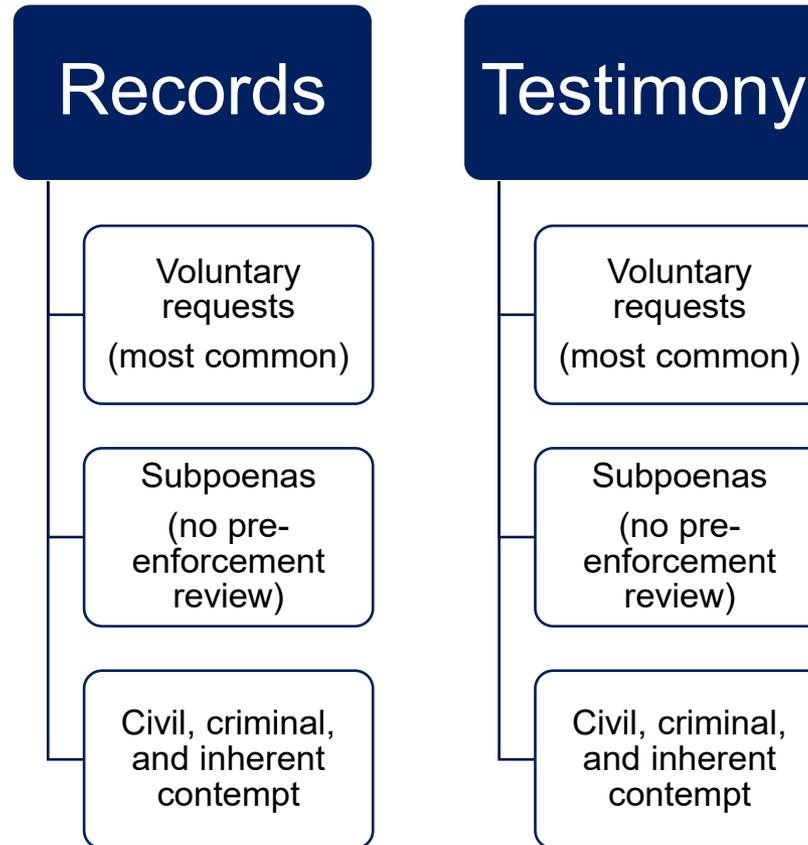 Records
Voluntary
requests
(most common)
Subpoenas
(no pre-
enforcement
review)
Civil, criminal,
and inherent
contempt
Testimony
Voluntary
requests
(most common)
Subpoenas
(no pre-
enforcement
review)
Civil, criminal,
and inherent
contempt